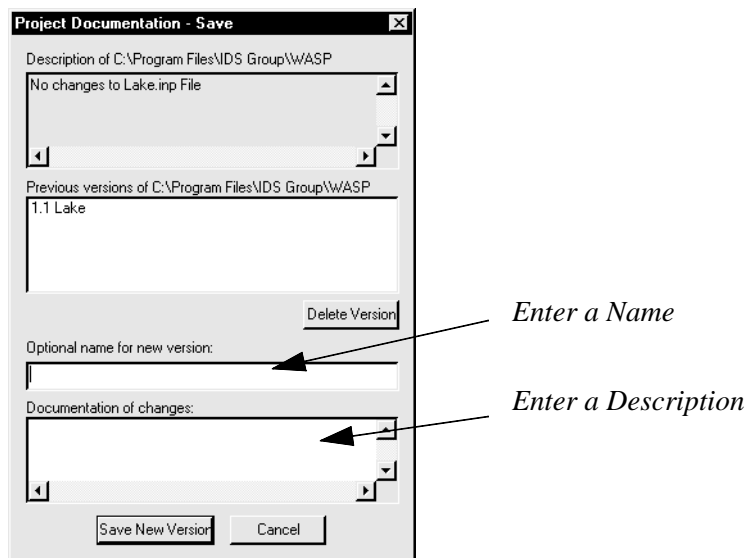 Project Documentation - Save
Description of C:\Program Files\IDS Group\WASP
No changes to Lake.inp File
Previous versions of C:\Program Files\IDS Group\WASP
1.1 Lake
Delete Version
Enter a Name
Optional name for new version:
Enter a Description
Documentation of changes:
Save New Version
Cancel